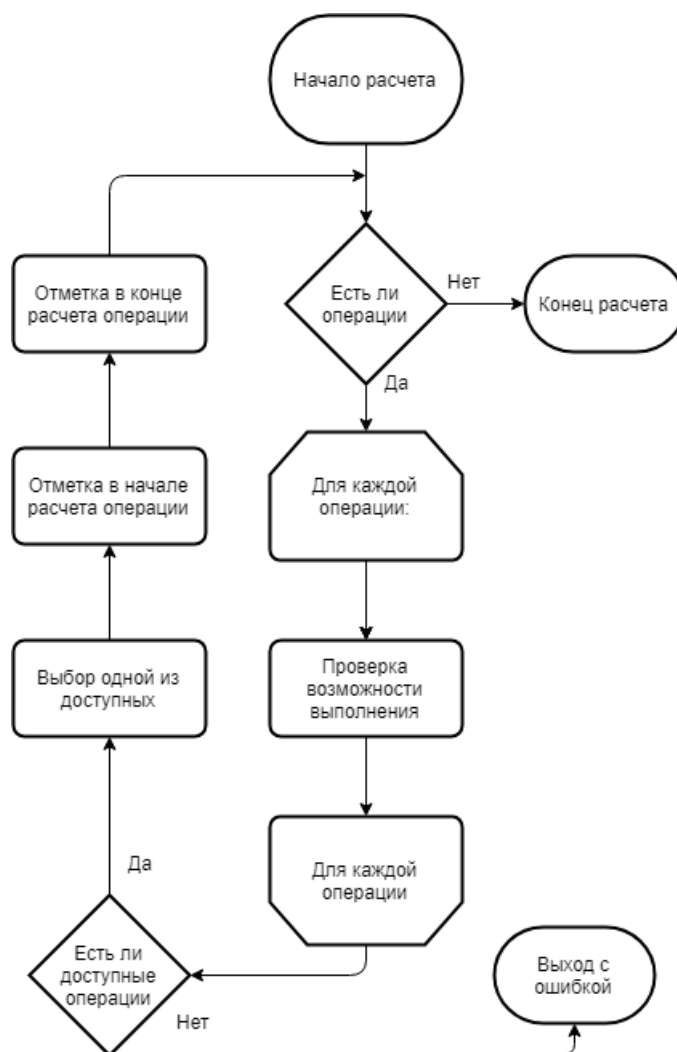 Начало расчета
Есть ли
операции
Нет
Конец расчета
Да
Для каждой
операции:
Проверка
возможности
выполнения
Для каждой
операции
Есть ли
доступные
операции
Да
Нет
Выбор одной из
доступных
Отметка в начале
расчета операции
Отметка в конце
расчета операции
Выход с
ошибкой